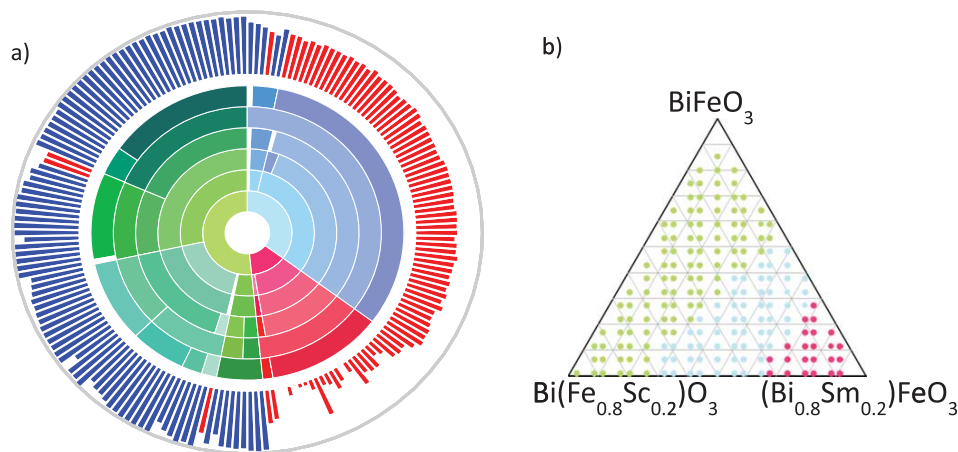 a)
b)
BiFeO₃
Bi(Fe₀.₈Sc₀.₂)O₃
(Bi₀.₈Sm₀.₂)FeO₃